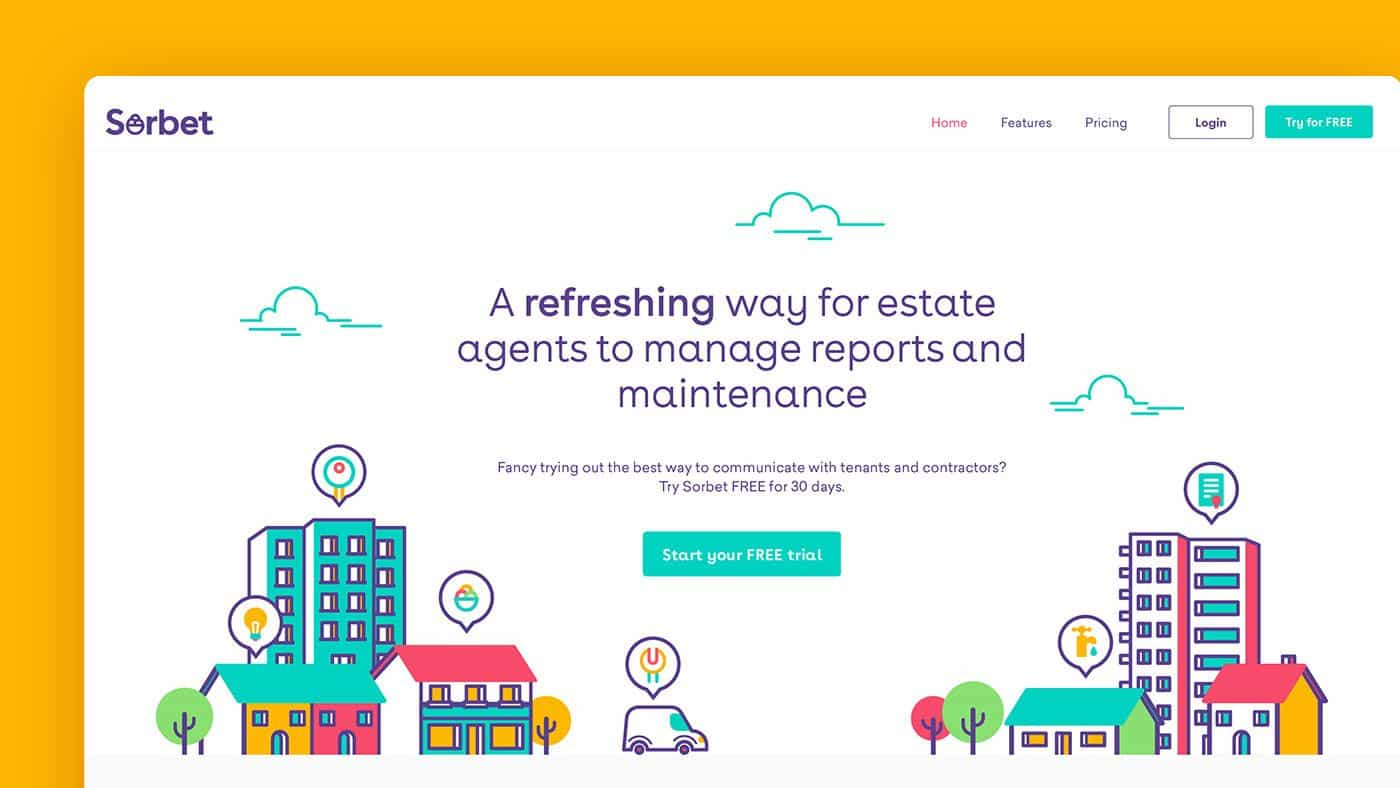 Sorbet
Home
Features
Pricing
Login
Try for FREE
A refreshing way for estate
agents to manage reports and
maintenance
Fancy trying out the best way to communicate with tenants and contractors?
Try Sorbet FREE for 30 days.
Start your FREE trial